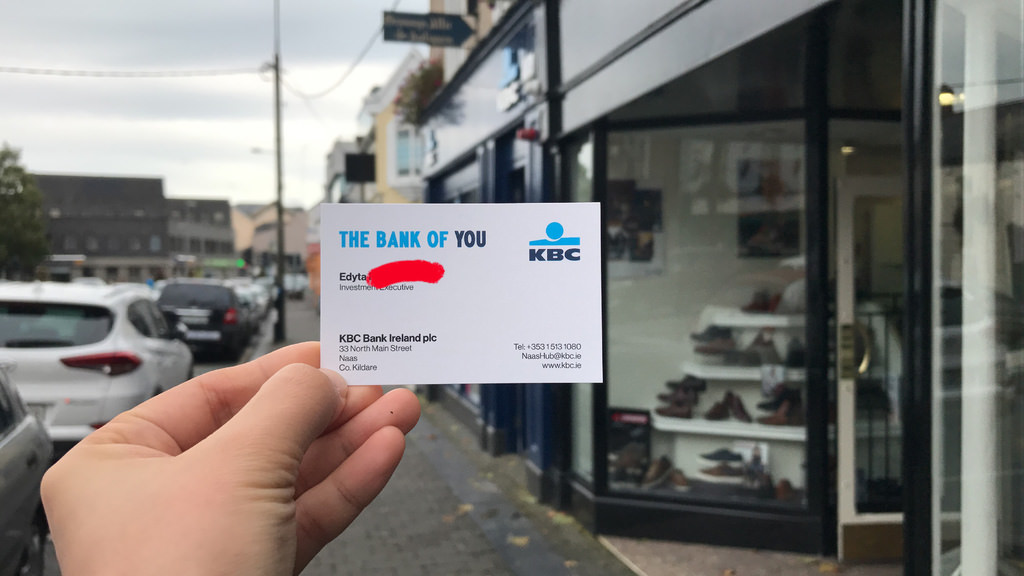 THE BANK OF YOU
KBC
Edyta
Investment Executive
KBC Bank Ireland plc
33 North Main Street
Naas
Co. Kildare
Tel: +353 1 513 1080
NaasHub@kbc.ie
www.kbc.ie